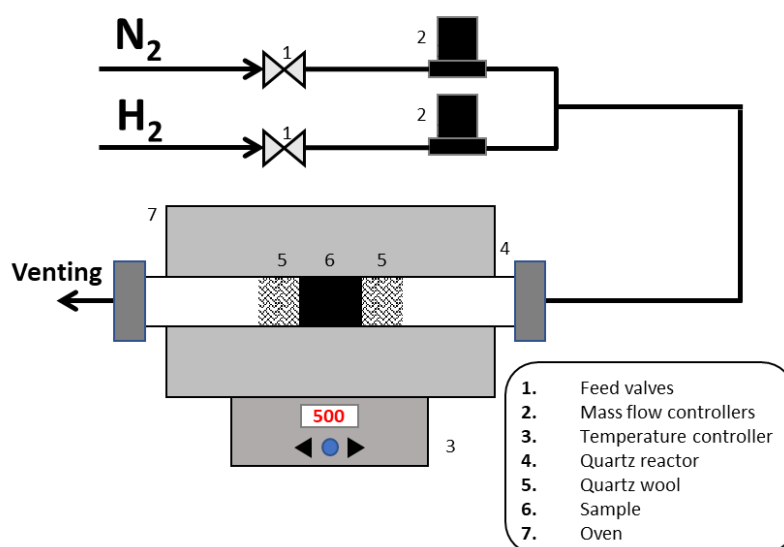 N2
1
2
H2
1
2
7
5
6
5
4
Venting
500
3
1. Feed valves
2. Mass flow controllers
3. Temperature controller
4. Quartz reactor
5. Quartz wool
6. Sample
7. Oven